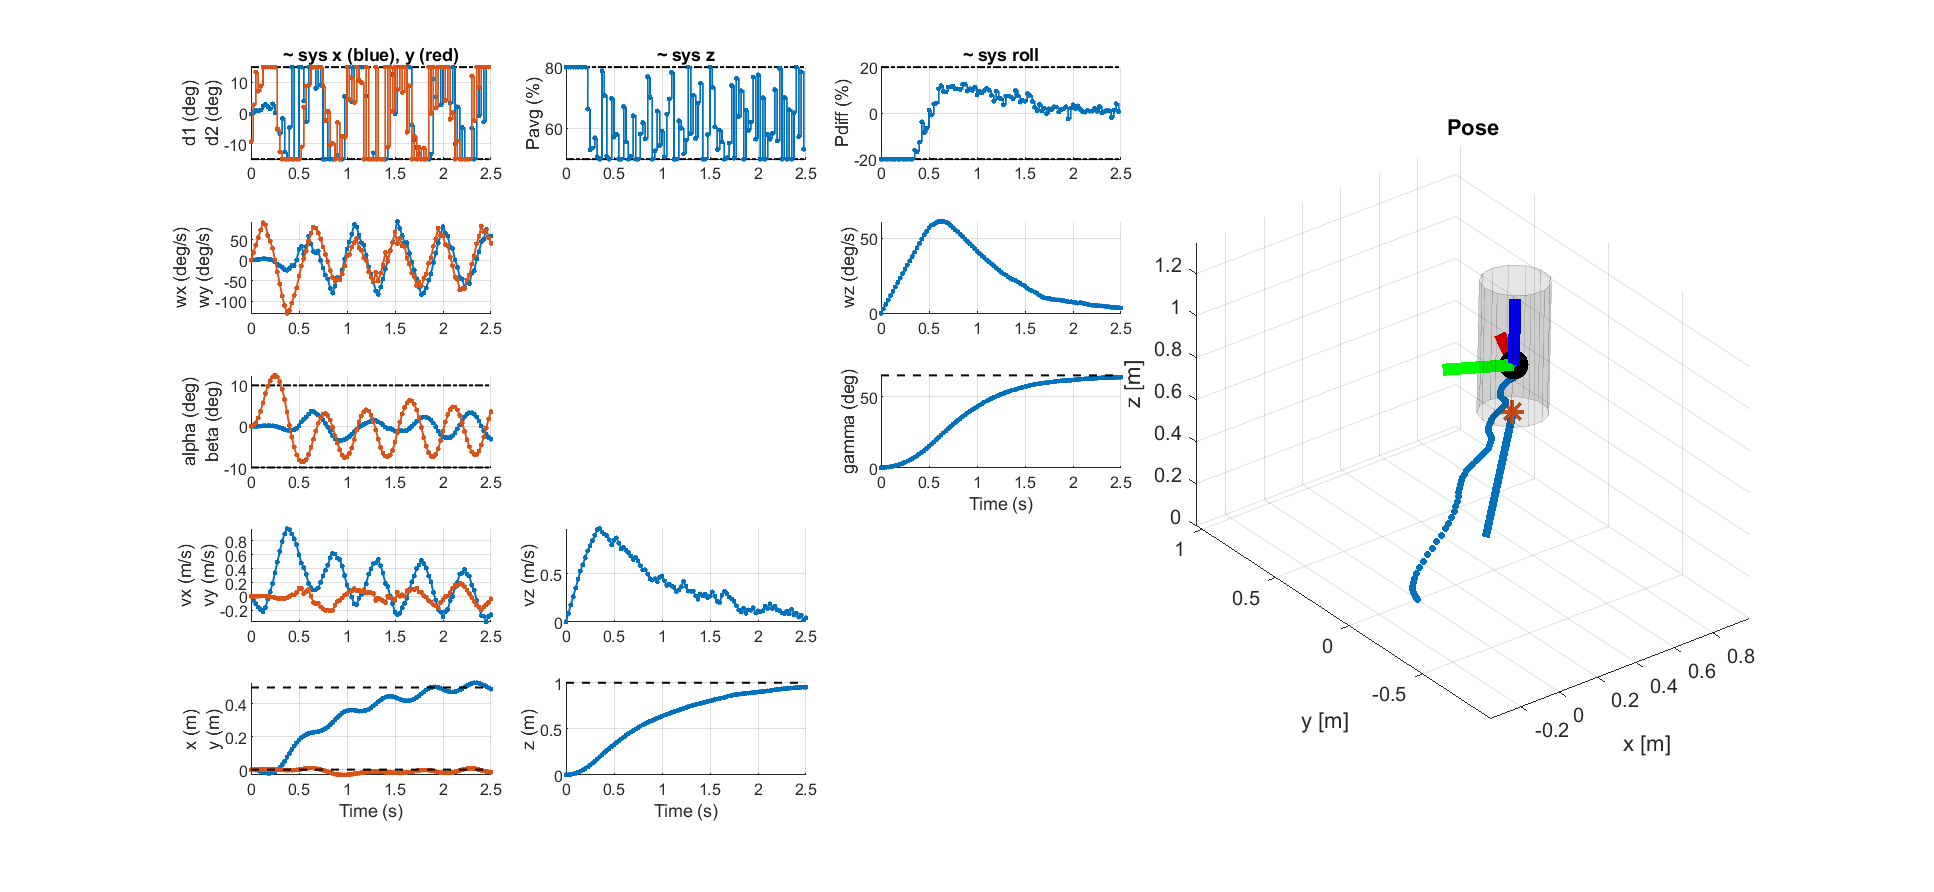 ~ sys x (blue), y (red)
d1 (deg)
d2 (deg)
10
0
-10
0 0.5 1 1.5 2 2.5
~ sys z
Pavg (%)
80
60
0 0.5 1 1.5 2 2.5
~ sys roll
Pdiff (%)
20
0
-20
0 0.5 1 1.5 2 2.5
wx (deg/s)
wy (deg/s)
50
0
-50
-100
0 0.5 1 1.5 2 2.5
wz (deg/s)
50
0
0 0.5 1 1.5 2 2.5
alpha (deg)
beta (deg)
10
0
-10
0 0.5 1 1.5 2 2.5
gamma (deg)
50
0
0 0.5 1 1.5 2 2.5
Time (s)
vx (m/s)
vy (m/s)
0.8
0.6
0.4
0.2
0
-0.2
0 0.5 1 1.5 2 2.5
vz (m/s)
0.5
0
0 0.5 1 1.5 2 2.5
x (m)
y (m)
0.4
0.2
0
0 0.5 1 1.5 2 2.5
Time (s)
z (m)
1
0.5
0
0 0.5 1 1.5 2 2.5
Time (s)
Pose
z [m]
1.2
1
0.8
0.6
0.4
0.2
0
1
0.5
0
-0.5
y [m]
-0.2
0
0.2
0.4
0.6
0.8
x [m]